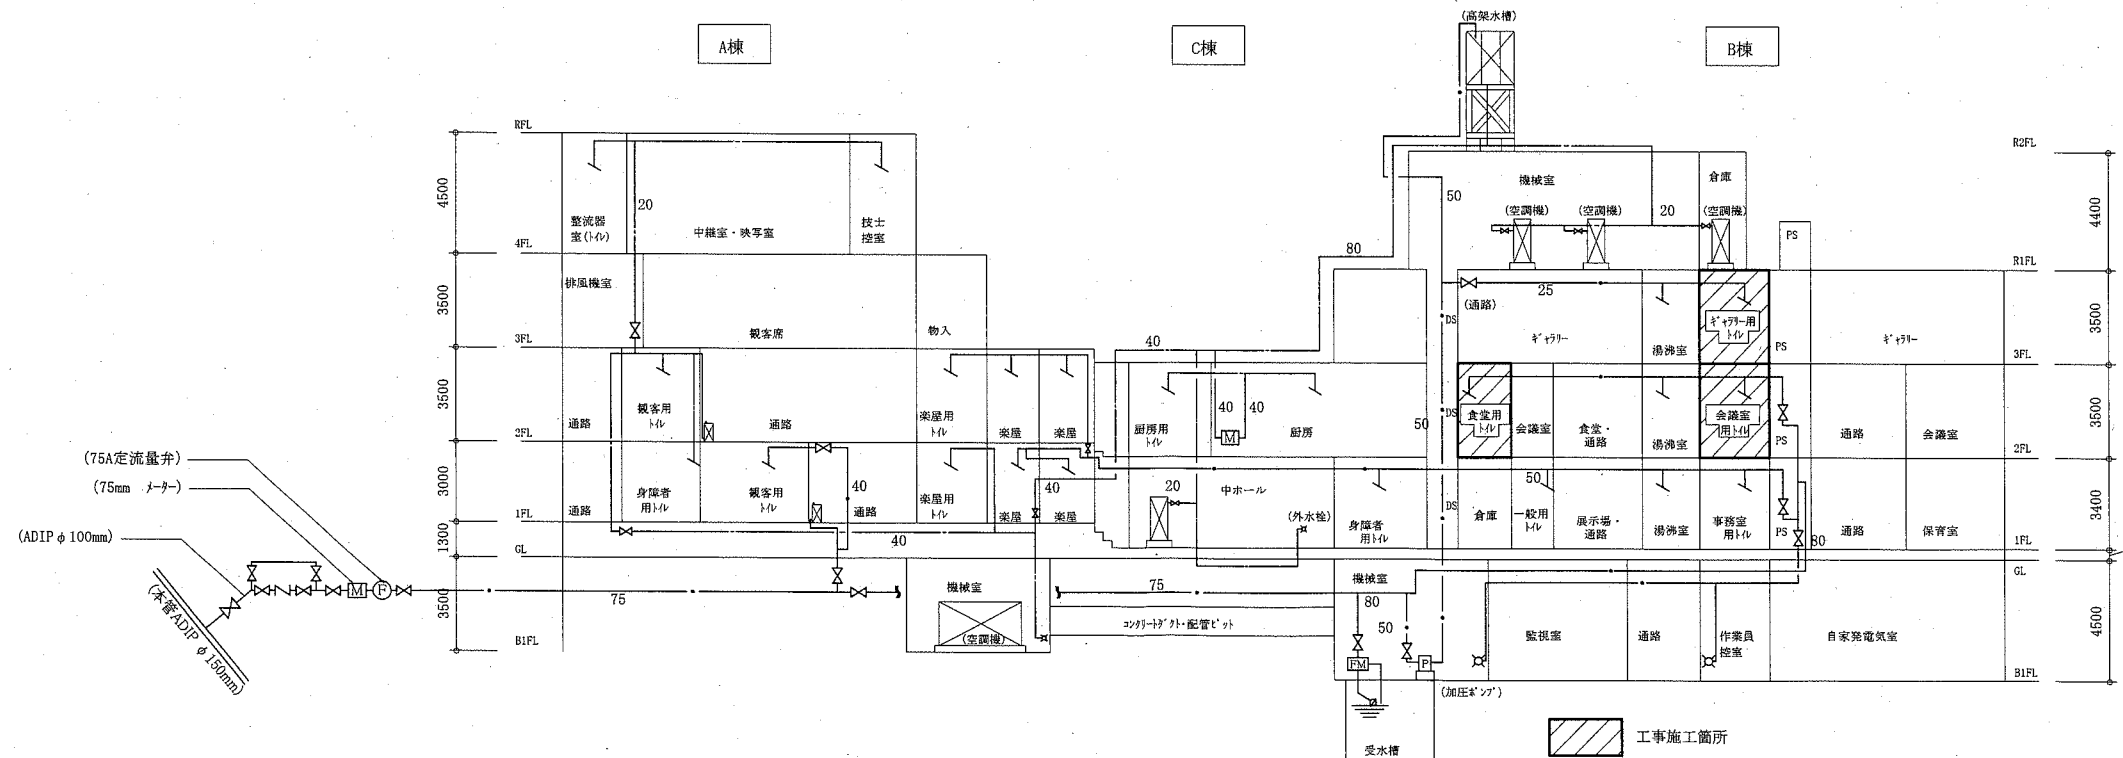 A棟
C棟
B棟
(高架水槽)
RFL
4FL
3FL
2FL
1FL
GL
B1FL
4500
3500
3500
3000
1300
3500
整流器
室(トイレ)
20
中継室・映写室
技士
控室
排風機室
観客席
物入
通路
観客用
トイレ
通路
楽屋用
トイレ
楽屋
楽屋
通路
身障者
用トイレ
観客用
トイレ
40
通路
楽屋用
トイレ
楽屋
40
楽屋
40
(75A定流量弁)
(75mm メーター)
(ADIPφ100mm)
(本管ADIP φ150mm)
M
F
75
機械室
(空調機)
75
コンクリートダクト・配管ピット
40
80
厨房用
トイレ
40
40
M
厨房
20
中ホール
(外水栓)
身障者
用トイレ
50
機械室
倉庫
(空調機)
(空調機)
20
(空調機)
PS
(通路)
25
DS
ギャラリー
湯沸室
ギャラリー用
トイレ
PS
ギャラリー
50
DS
食堂用
トイレ
会議室
食堂・
通路
湯沸室
会議室
用トイレ
PS
通路
会議室
50
DS
倉庫
一般用
トイレ
展示場・
通路
湯沸室
事務室
用トイレ
PS
80
通路
保育室
機械室
80
50
FM
P
(加圧ポンプ)
受水槽
監視室
通路
作業員
控室
自家発電気室
R2FL
R1FL
3FL
2FL
1FL
GL
B1FL
4400
3500
3500
3400
4500
工事施工箇所